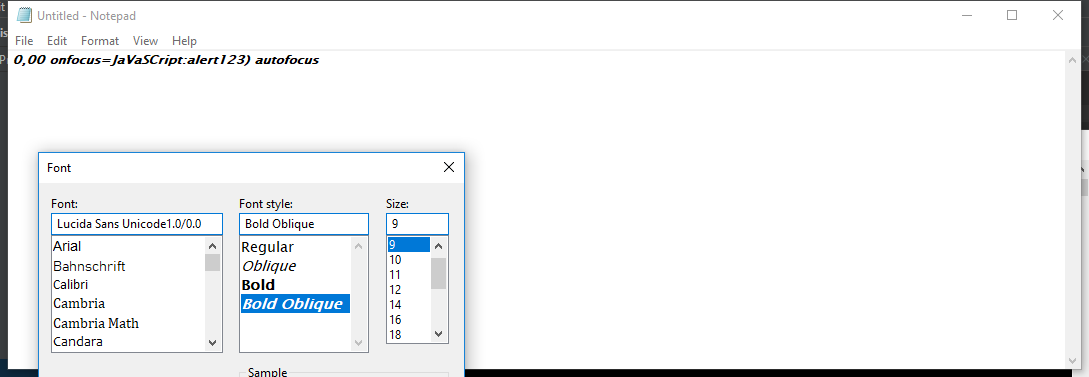 Untitled - Notepad
File Edit Format View Help
0,00 onfocus=JaVaSCript:alert123) autofocus
Font
Font: Font style: Size:
Lucida Sans Unicode1.0/0.0 Bold Oblique 9
Arial Regular 9
Bahnschrift Oblique 10
Calibri Bold 11
Cambria Bold Oblique 12
Cambria Math 14
Candara 16
18
Sample